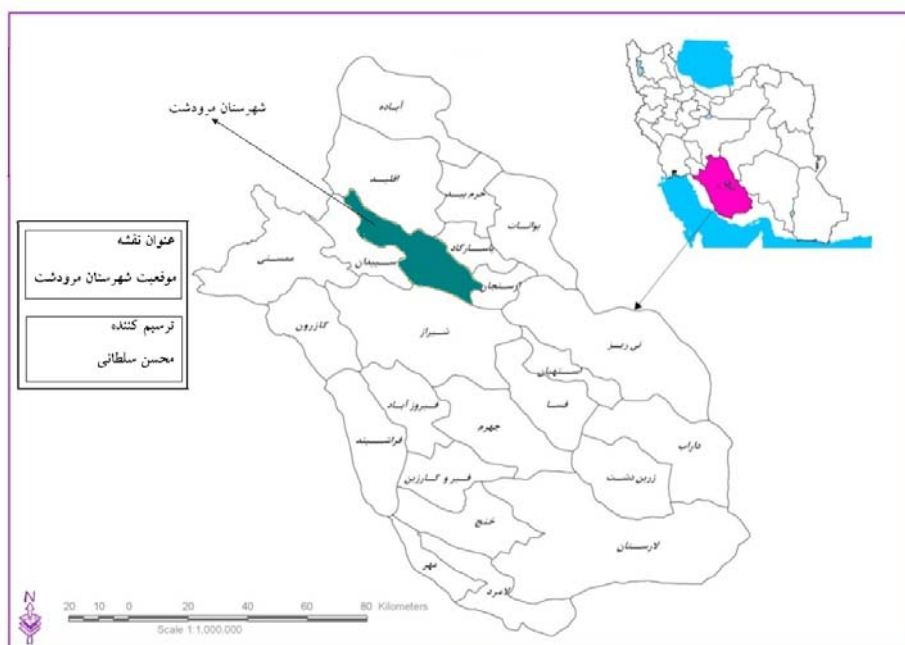 شهرستان مرودشت
آباده
اقلید
خرم بید
بوانات
پاسارگاد
سپیدان
ممسنی
ارسنجان
عنوان نقشه
موقعیت شهرستان مرودشت
ترسیم کننده
محسن سلطانی
کازرون
شیراز
نی ریز
استهبان
فسا
فیروز آباد
جهرم
فراشبند
داراب
زرین دشت
قیر و کارزین
خنج
لارستان
مهر
لامرد
N
20 10 0 20 40 60 80 Kilometers
Scale 1:1.000.000